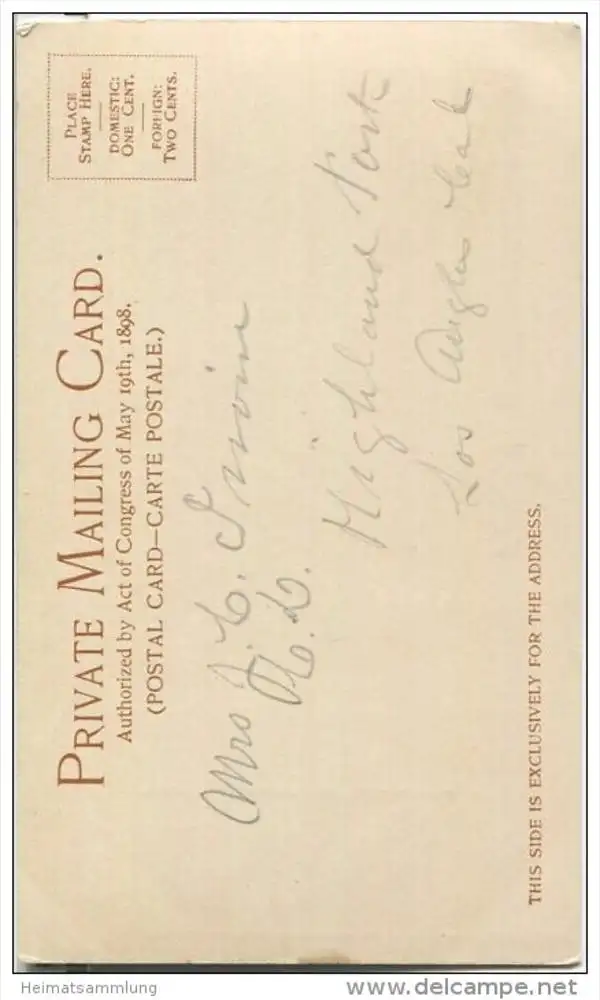 PRIVATE MAILING CARD.
Authorized by Act of Congress of May 19th, 1898.
(POSTAL CARD—CARTE POSTALE.)
PLACE
STAMP HERE.
DOMESTIC:
ONE CENT.
FOREIGN:
TWO CENTS.
Mrs J. C. Irvine
Highland Park
Los Angeles Cal
THIS SIDE IS EXCLUSIVELY FOR THE ADDRESS.
Heimatsammlung
www.delcampe.net